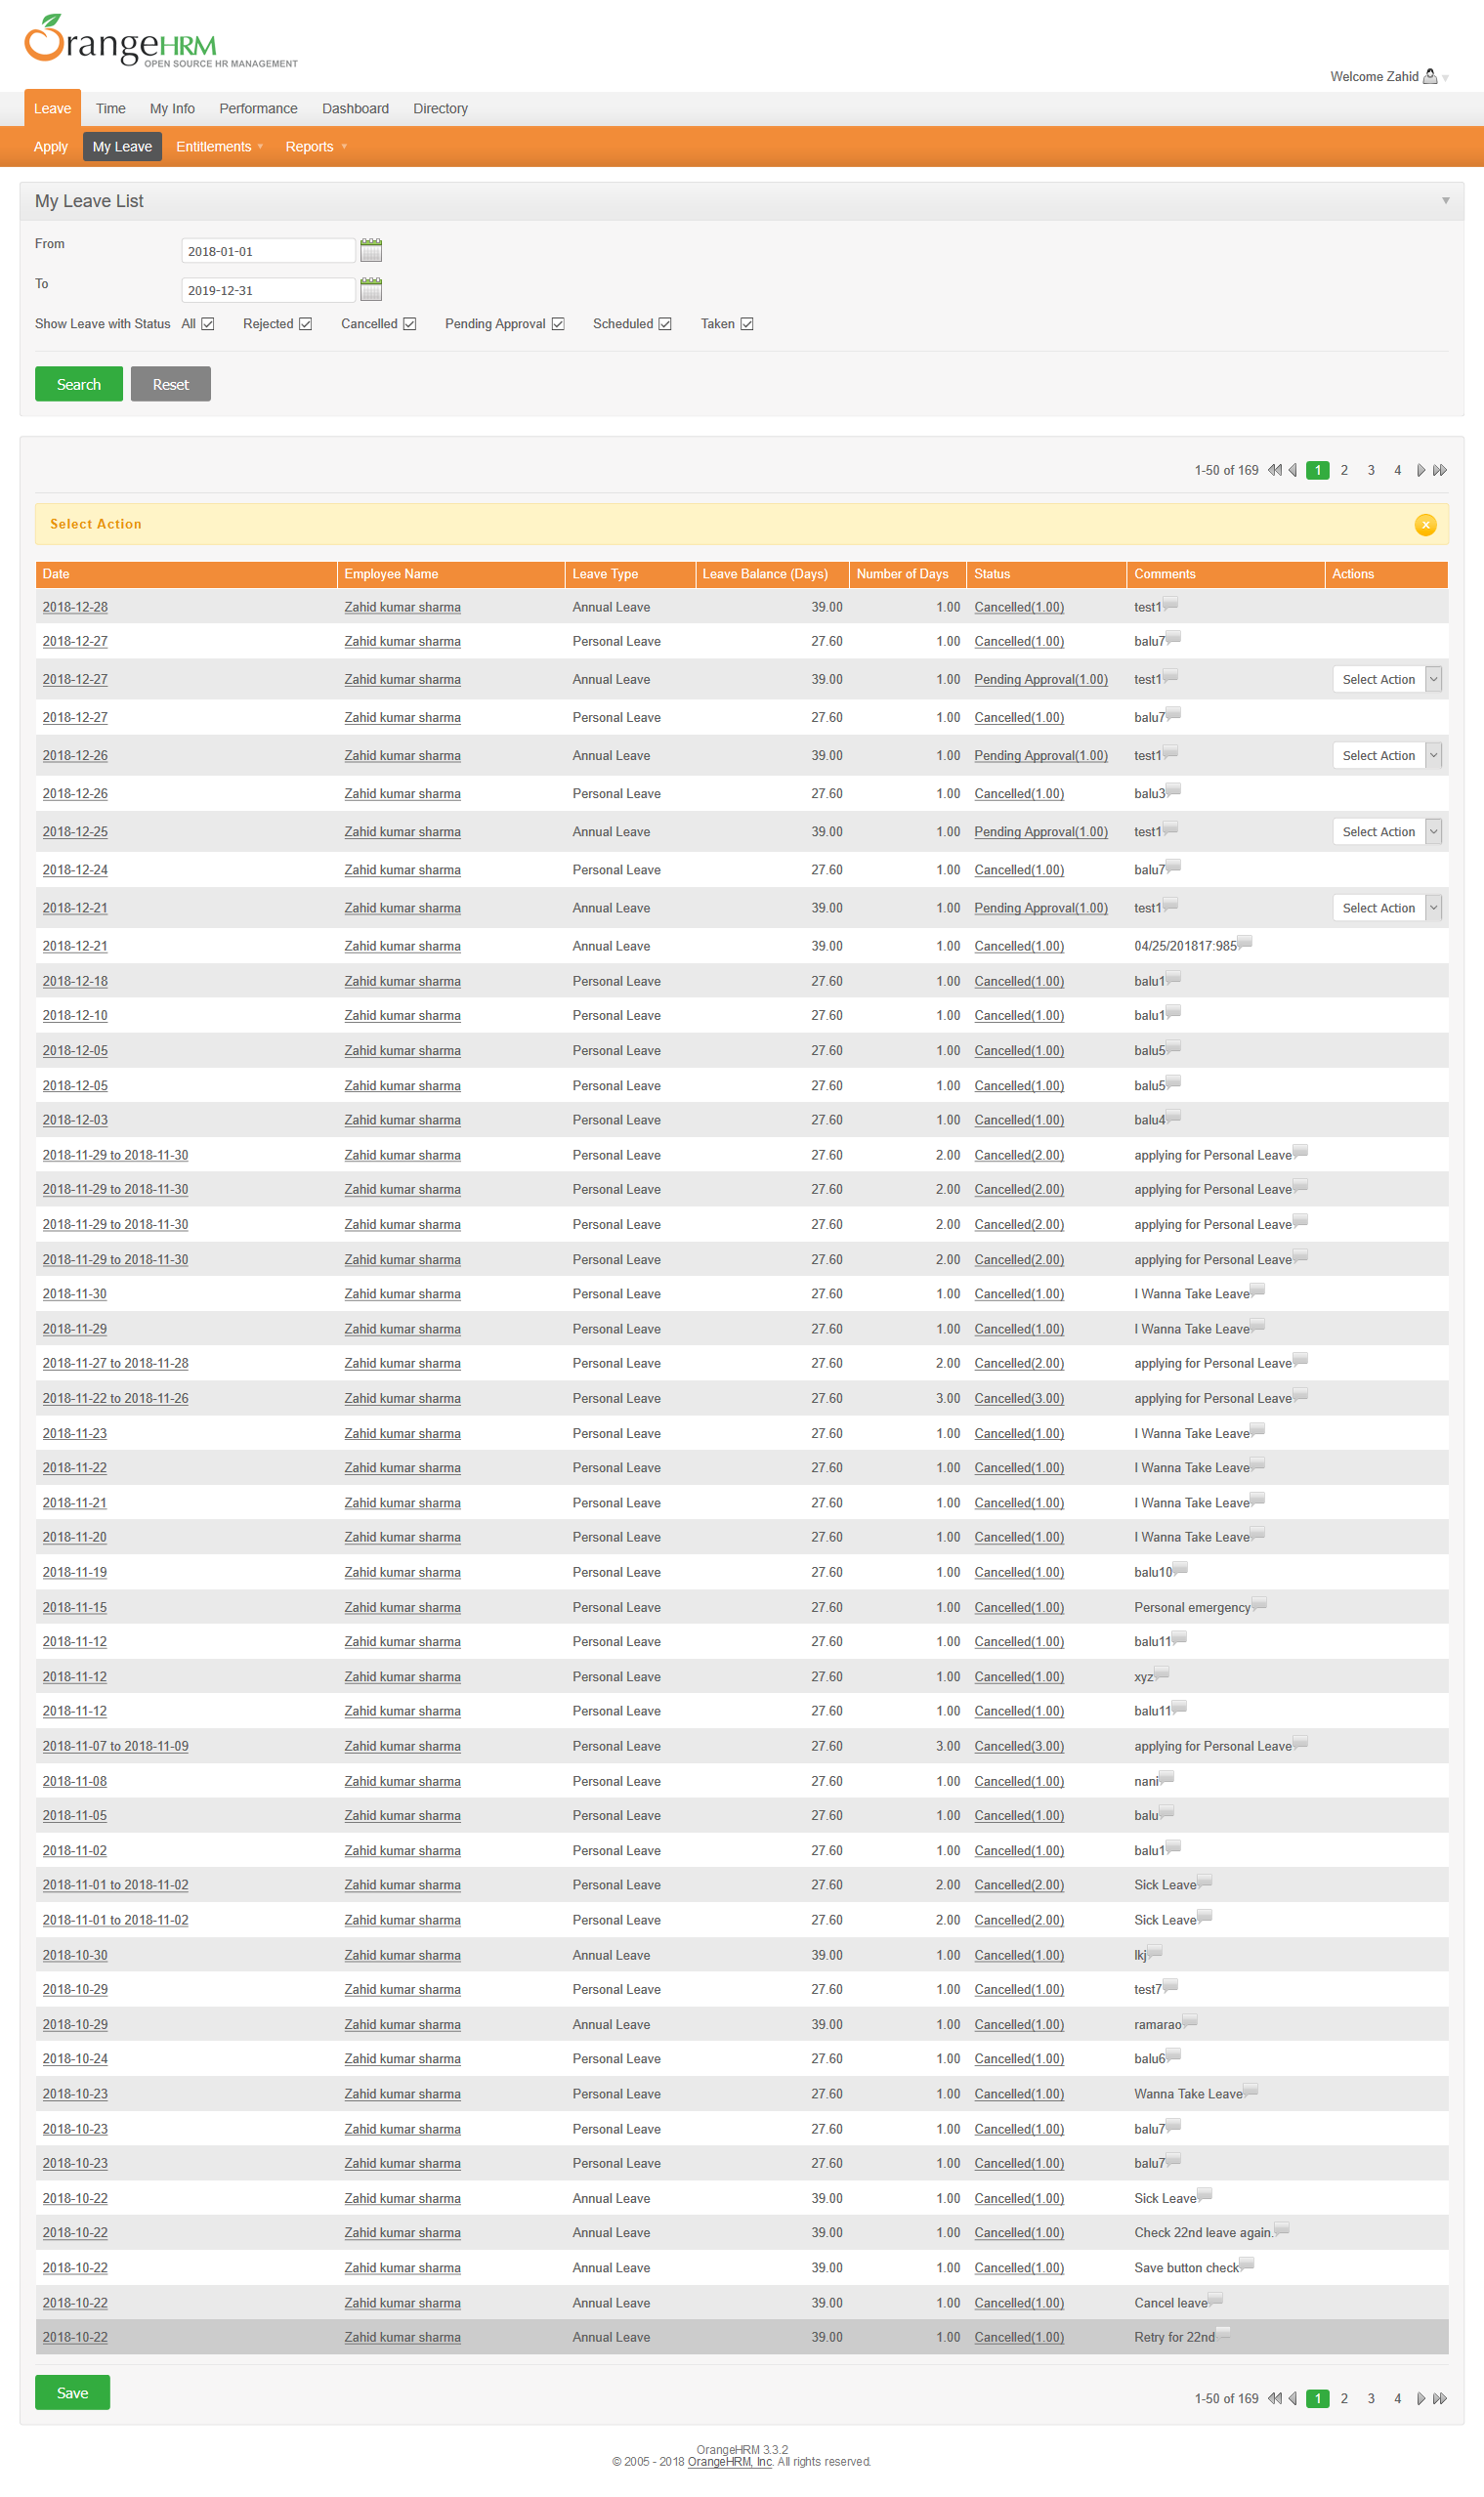 OrangeHRM
OPEN SOURCE HR MANAGEMENT
Welcome Zahid
Leave Time My Info Performance Dashboard Directory
Apply My Leave Entitlements Reports
My Leave List
From 2018-01-01
To 2019-12-31
Show Leave with Status All Rejected Cancelled Pending Approval Scheduled Taken
Search Reset
1-50 of 169 1 2 3 4
Select Action
Date Employee Name Leave Type Leave Balance (Days) Number of Days Status Comments Actions
2018-12-28 Zahid kumar sharma Annual Leave 39.00 1.00 Cancelled(1.00) test1
2018-12-27 Zahid kumar sharma Personal Leave 27.60 1.00 Cancelled(1.00) balu7
2018-12-27 Zahid kumar sharma Annual Leave 39.00 1.00 Pending Approval(1.00) test1 Select Action
2018-12-27 Zahid kumar sharma Personal Leave 27.60 1.00 Cancelled(1.00) balu7
2018-12-26 Zahid kumar sharma Annual Leave 39.00 1.00 Pending Approval(1.00) test1 Select Action
2018-12-26 Zahid kumar sharma Personal Leave 27.60 1.00 Cancelled(1.00) balu3
2018-12-25 Zahid kumar sharma Annual Leave 39.00 1.00 Pending Approval(1.00) test1 Select Action
2018-12-24 Zahid kumar sharma Personal Leave 27.60 1.00 Cancelled(1.00) balu7
2018-12-21 Zahid kumar sharma Annual Leave 39.00 1.00 Pending Approval(1.00) test1 Select Action
2018-12-21 Zahid kumar sharma Annual Leave 39.00 1.00 Cancelled(1.00) 04/25/201817:985
2018-12-18 Zahid kumar sharma Personal Leave 27.60 1.00 Cancelled(1.00) balu1
2018-12-10 Zahid kumar sharma Personal Leave 27.60 1.00 Cancelled(1.00) balu1
2018-12-05 Zahid kumar sharma Personal Leave 27.60 1.00 Cancelled(1.00) balu5
2018-12-05 Zahid kumar sharma Personal Leave 27.60 1.00 Cancelled(1.00) balu5
2018-12-03 Zahid kumar sharma Personal Leave 27.60 1.00 Cancelled(1.00) balu4
2018-11-29 to 2018-11-30 Zahid kumar sharma Personal Leave 27.60 2.00 Cancelled(2.00) applying for Personal Leave
2018-11-29 to 2018-11-30 Zahid kumar sharma Personal Leave 27.60 2.00 Cancelled(2.00) applying for Personal Leave
2018-11-29 to 2018-11-30 Zahid kumar sharma Personal Leave 27.60 2.00 Cancelled(2.00) applying for Personal Leave
2018-11-29 to 2018-11-30 Zahid kumar sharma Personal Leave 27.60 2.00 Cancelled(2.00) applying for Personal Leave
2018-11-30 Zahid kumar sharma Personal Leave 27.60 1.00 Cancelled(1.00) I Wanna Take Leave
2018-11-29 Zahid kumar sharma Personal Leave 27.60 1.00 Cancelled(1.00) I Wanna Take Leave
2018-11-27 to 2018-11-28 Zahid kumar sharma Personal Leave 27.60 2.00 Cancelled(2.00) applying for Personal Leave
2018-11-22 to 2018-11-26 Zahid kumar sharma Personal Leave 27.60 3.00 Cancelled(3.00) applying for Personal Leave
2018-11-23 Zahid kumar sharma Personal Leave 27.60 1.00 Cancelled(1.00) I Wanna Take Leave
2018-11-22 Zahid kumar sharma Personal Leave 27.60 1.00 Cancelled(1.00) I Wanna Take Leave
2018-11-21 Zahid kumar sharma Personal Leave 27.60 1.00 Cancelled(1.00) I Wanna Take Leave
2018-11-20 Zahid kumar sharma Personal Leave 27.60 1.00 Cancelled(1.00) I Wanna Take Leave
2018-11-19 Zahid kumar sharma Personal Leave 27.60 1.00 Cancelled(1.00) balu10
2018-11-15 Zahid kumar sharma Personal Leave 27.60 1.00 Cancelled(1.00) Personal emergency
2018-11-12 Zahid kumar sharma Personal Leave 27.60 1.00 Cancelled(1.00) balu11
2018-11-12 Zahid kumar sharma Personal Leave 27.60 1.00 Cancelled(1.00) xyz
2018-11-12 Zahid kumar sharma Personal Leave 27.60 1.00 Cancelled(1.00) balu11
2018-11-07 to 2018-11-09 Zahid kumar sharma Personal Leave 27.60 3.00 Cancelled(3.00) applying for Personal Leave
2018-11-08 Zahid kumar sharma Personal Leave 27.60 1.00 Cancelled(1.00) nani
2018-11-05 Zahid kumar sharma Personal Leave 27.60 1.00 Cancelled(1.00) balu
2018-11-02 Zahid kumar sharma Personal Leave 27.60 1.00 Cancelled(1.00) balu1
2018-11-01 to 2018-11-02 Zahid kumar sharma Personal Leave 27.60 2.00 Cancelled(2.00) Sick Leave
2018-11-01 to 2018-11-02 Zahid kumar sharma Personal Leave 27.60 2.00 Cancelled(2.00) Sick Leave
2018-10-30 Zahid kumar sharma Annual Leave 39.00 1.00 Cancelled(1.00) lkj
2018-10-29 Zahid kumar sharma Personal Leave 27.60 1.00 Cancelled(1.00) test7
2018-10-29 Zahid kumar sharma Annual Leave 39.00 1.00 Cancelled(1.00) ramarao
2018-10-24 Zahid kumar sharma Personal Leave 27.60 1.00 Cancelled(1.00) balu6
2018-10-23 Zahid kumar sharma Personal Leave 27.60 1.00 Cancelled(1.00) Wanna Take Leave
2018-10-23 Zahid kumar sharma Personal Leave 27.60 1.00 Cancelled(1.00) balu7
2018-10-23 Zahid kumar sharma Personal Leave 27.60 1.00 Cancelled(1.00) balu7
2018-10-22 Zahid kumar sharma Annual Leave 39.00 1.00 Cancelled(1.00) Sick Leave
2018-10-22 Zahid kumar sharma Annual Leave 39.00 1.00 Cancelled(1.00) Check 22nd leave again.
2018-10-22 Zahid kumar sharma Annual Leave 39.00 1.00 Cancelled(1.00) Save button check
2018-10-22 Zahid kumar sharma Annual Leave 39.00 1.00 Cancelled(1.00) Cancel leave
2018-10-22 Zahid kumar sharma Annual Leave 39.00 1.00 Cancelled(1.00) Retry for 22nd
Save 1-50 of 169 1 2 3 4
OrangeHRM 3.3.2
© 2005 - 2018 OrangeHRM, Inc. All rights reserved.